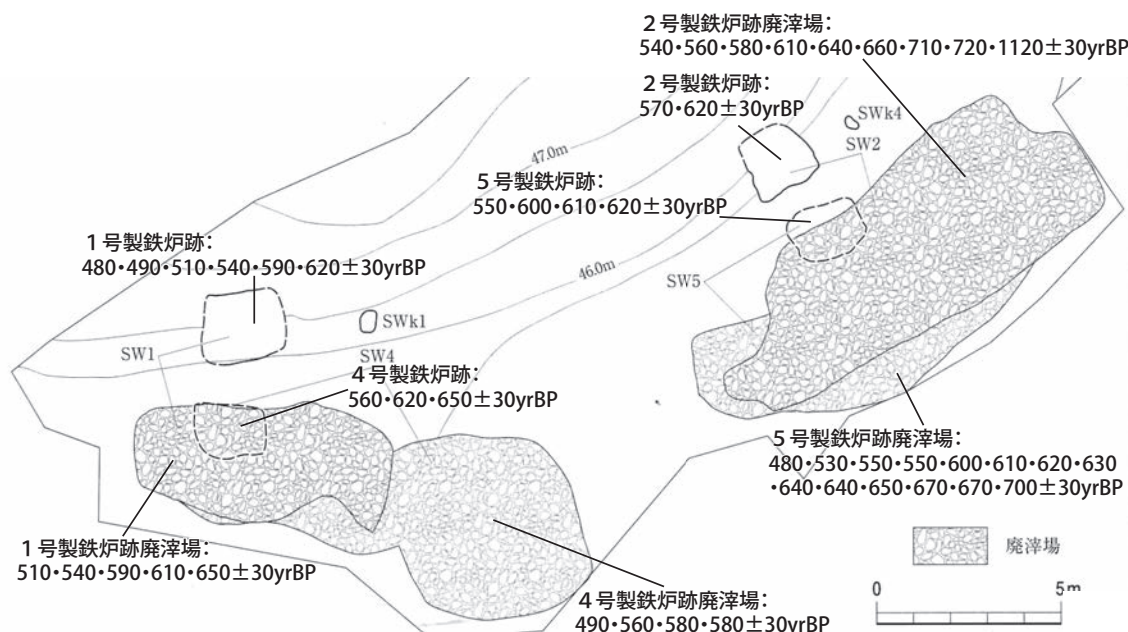 2号製鉄炉跡廃滓場：
540・560・580・610・640・660・710・720・1120±30yrBP
2号製鉄炉跡：
570・620±30yrBP
SWk4
SW2
47.0m
5号製鉄炉跡：
550・600・610・620±30yrBP
1号製鉄炉跡：
480・490・510・540・590・620±30yrBP
46.0m
SW5
SWk1
SW1
SW4
4号製鉄炉跡：
560・620・650±30yrBP
5号製鉄炉跡廃滓場：
480・530・550・550・600・610・620・630
・640・640・650・670・670・700±30yrBP
1号製鉄炉跡廃滓場：
510・540・590・610・650±30yrBP
廃滓場
0 5m
4号製鉄炉跡廃滓場：
490・560・580・580±30yrBP